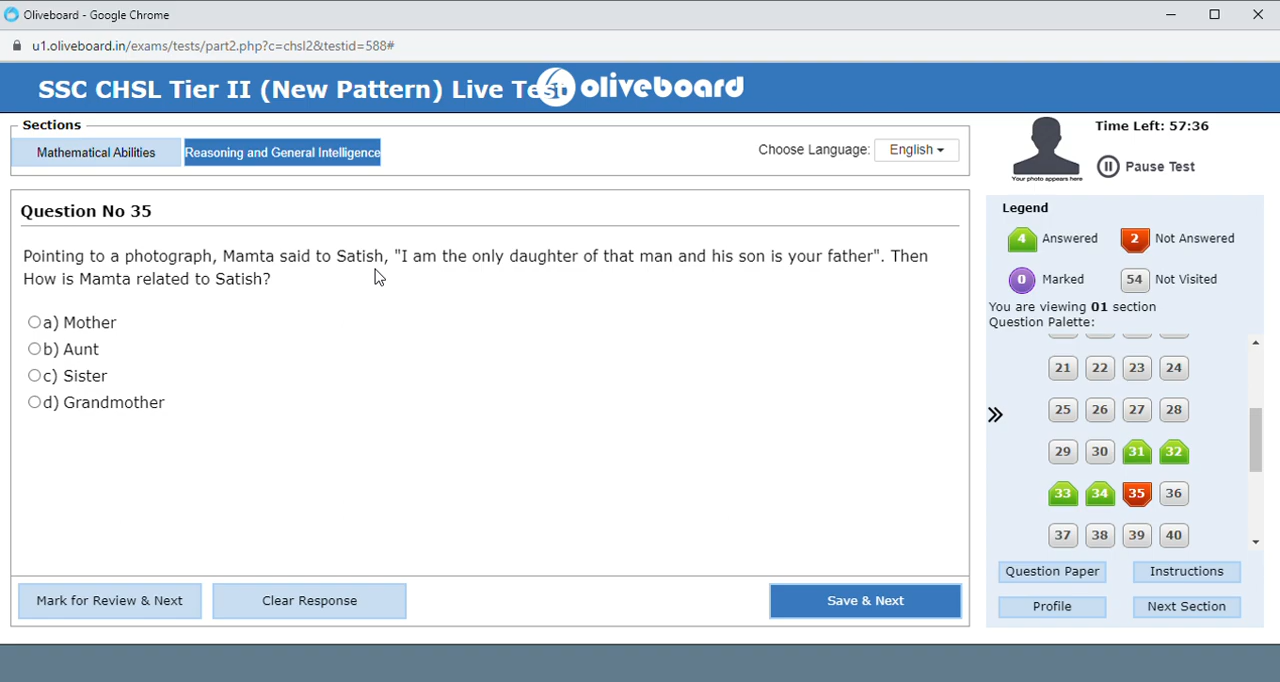 Oliveboard - Google Chrome
u1.oliveboard.in/exams/tests/part2.php?c=chsl2&testid=588#
SSC CHSL Tier II (New Pattern) Live Test
oliveboard
Sections
Mathematical Abilities
Reasoning and General Intelligence
Choose Language: English
Your photo appears here
Time Left: 57:36
Pause Test
Question No 35
Pointing to a photograph, Mamta said to Satish, "I am the only daughter of that man and his son is your father". Then
How is Mamta related to Satish?
a) Mother
b) Aunt
c) Sister
d) Grandmother
Mark for Review & Next
Clear Response
Save & Next
Legend
4 Answered 2 Not Answered
0 Marked 54 Not Visited
You are viewing 01 section
Question Palette:
21 22 23 24
25 26 27 28
29 30 31 32
33 34 35 36
37 38 39 40
Question Paper Instructions
Profile Next Section